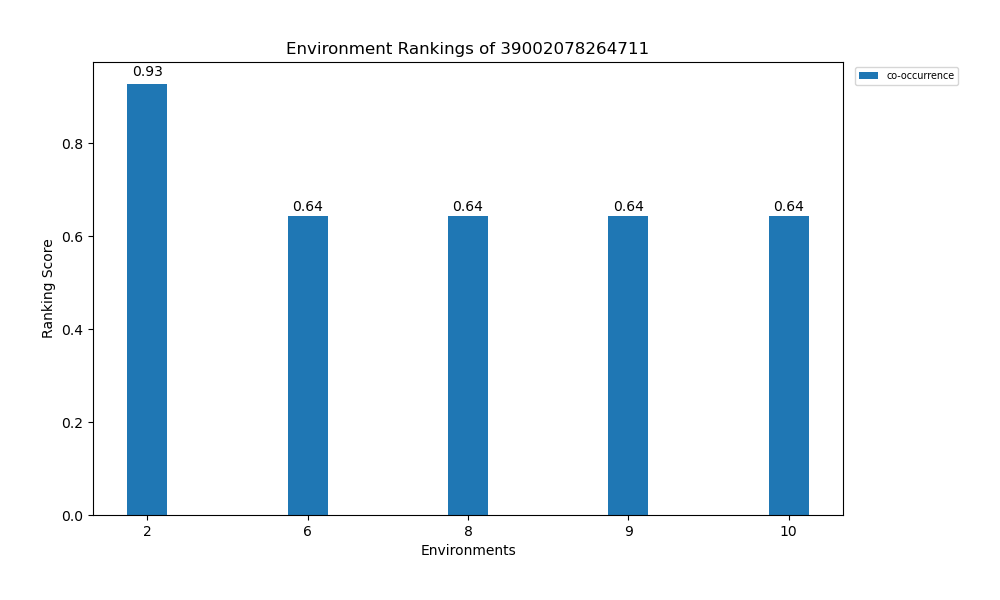 Environment Rankings of 39002078264711
0.93
co-occurrence
0.8
0.64 0.64 0.64 0.64
0.6
Ranking Score
0.4
0.2
0.0
2 6 8 9 10
Environments